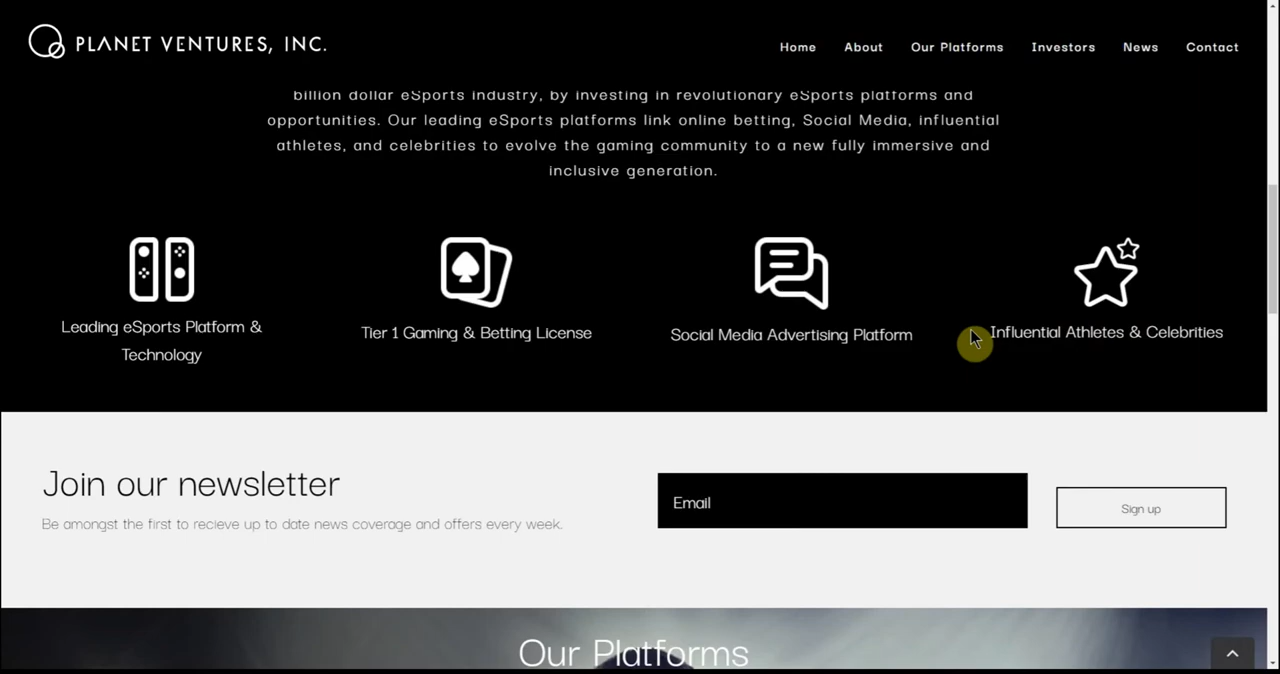 PLANET VENTURES, INC.
Home About Our Platforms Investors News Contact
billion dollar eSports industry, by investing in revolutionary eSports platforms and
opportunities. Our leading eSports platforms link online betting, Social Media, influential
athletes, and celebrities to evolve the gaming community to a new fully immersive and
inclusive generation.
Leading eSports Platform &
Technology
Tier 1 Gaming & Betting License
Social Media Advertising Platform
Influential Athletes & Celebrities
Join our newsletter
Be amongst the first to recieve up to date news coverage and offers every week.
Email
Sign up
Our Platforms